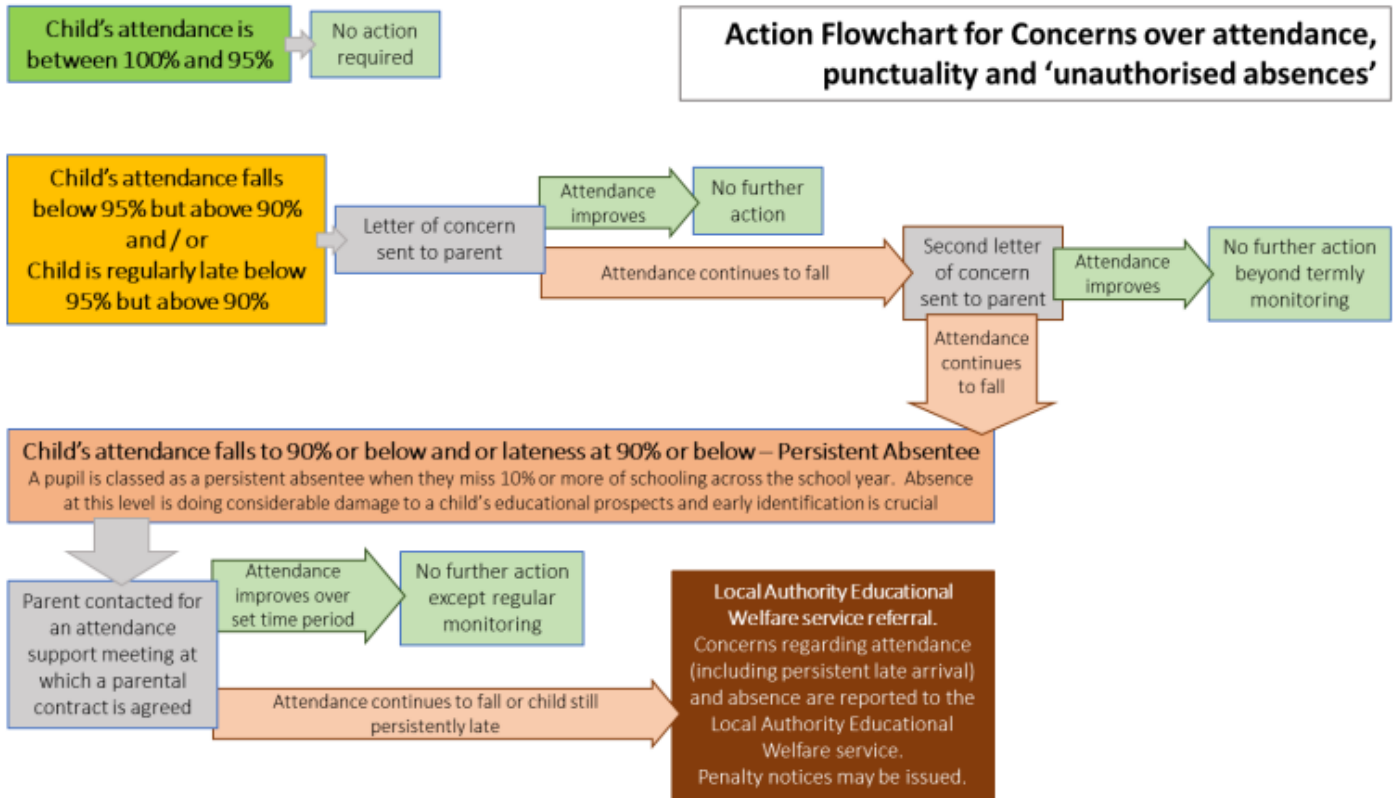 Child's attendance is
between 100% and 95%
No action
required
Action Flowchart for Concerns over attendance,
punctuality and 'unauthorised absences'
Child's attendance falls
below 95% but above 90%
and / or
Child is regularly late below
95% but above 90%
Letter of concern
sent to parent
Attendance
improves
No further
action
Attendance continues to fall
Second letter
of concern
sent to parent
Attendance
improves
No further action
beyond termly
monitoring
Attendance
continues
to fall
Child's attendance falls to 90% or below and or lateness at 90% or below – Persistent Absentee
A pupil is classed as a persistent absentee when they miss 10% or more of schooling across the school year. Absence
at this level is doing considerable damage to a child's educational prospects and early identification is crucial
Parent contacted for
an attendance
support meeting at
which a parental
contract is agreed
Attendance
improves over
set time period
No further action
except regular
monitoring
Attendance continues to fall or child still
persistently late
Local Authority Educational
Welfare service referral.
Concerns regarding attendance
(including persistent late arrival)
and absence are reported to the
Local Authority Educational
Welfare service.
Penalty notices may be issued.